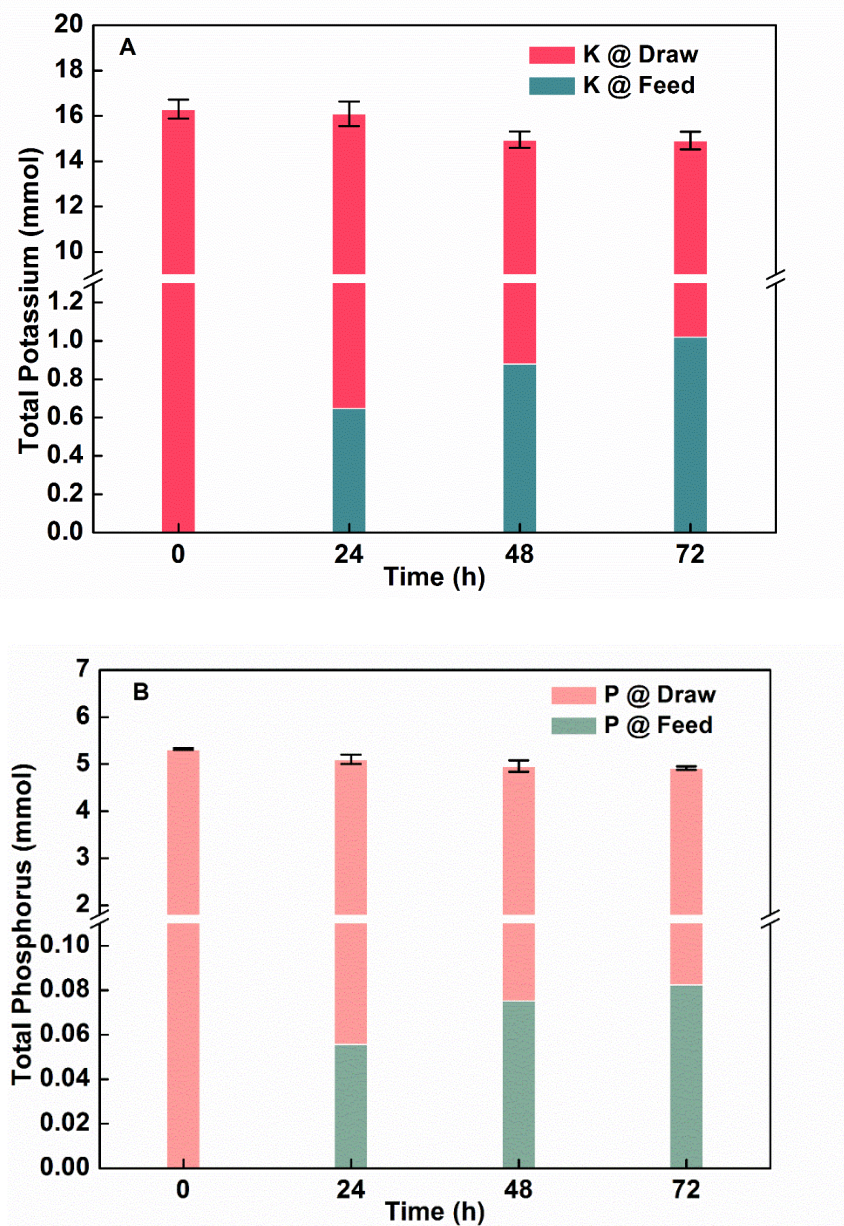 A
K @ Draw
K @ Feed
Total Potassium (mmol)
20
18
16
14
12
10
1.2
1.0
0.8
0.6
0.4
0.2
0.0
0 24 48 72
Time (h)
B
P @ Draw
P @ Feed
Total Phosphorus (mmol)
7
6
5
4
3
2
0.10
0.08
0.06
0.04
0.02
0.00
0 24 48 72
Time (h)